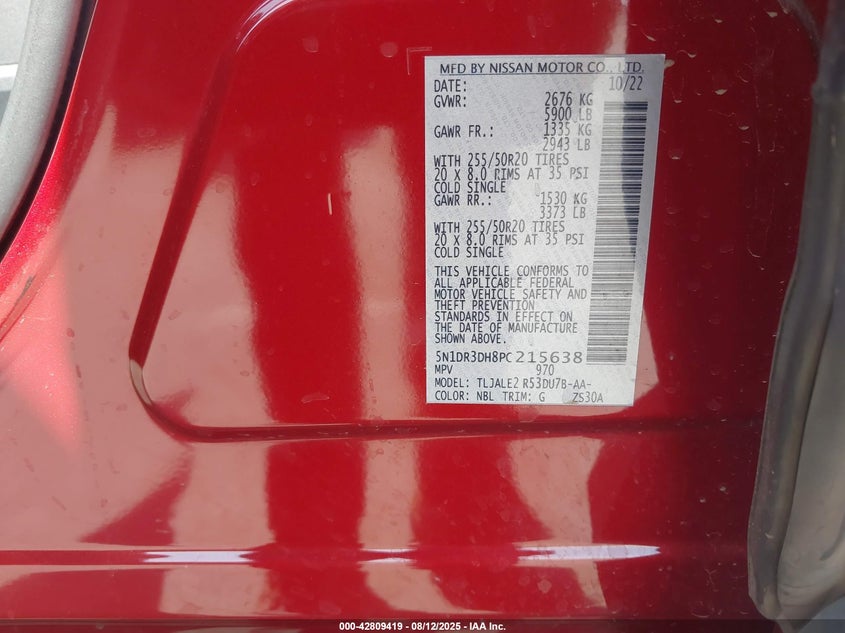 MFD BY NISSAN MOTOR CO., LTD.
DATE: 10/22
GVWR: 2676 KG
5900 LB
GAWR FR.: 1335 KG
2943 LB
WITH 255/50R20 TIRES
20 X 8.0 RIMS AT 35 PSI
COLD SINGLE
GAWR RR.: 1530 KG
3373 LB
WITH 255/50R20 TIRES
20 X 8.0 RIMS AT 35 PSI
COLD SINGLE
THIS VEHICLE CONFORMS TO
ALL APPLICABLE FEDERAL
MOTOR VEHICLE SAFETY AND
THEFT PREVENTION
STANDARDS IN EFFECT ON
THE DATE OF MANUFACTURE
SHOWN ABOVE.
5N1DR3DH8PC215638
MPV 970
MODEL: TLJALE2 R53DU7B-AA-
COLOR: NBL TRIM: G ZS30A
000-42809419 - 08/12/2025 - IAA Inc.